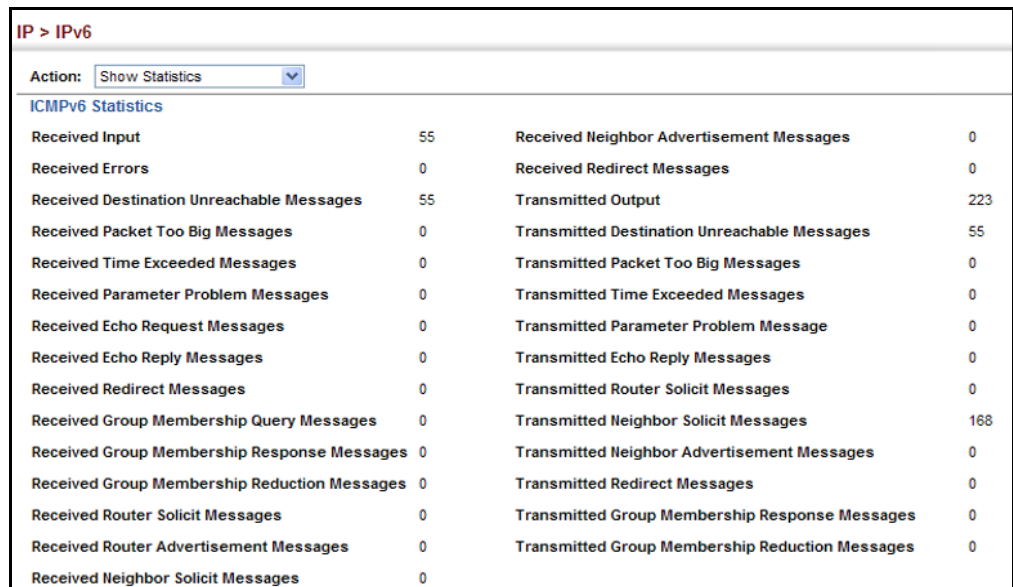 IP > IPv6
Action: Show Statistics
ICMPv6 Statistics
Received Input 55 Received Neighbor Advertisement Messages 0
Received Errors 0 Received Redirect Messages 0
Received Destination Unreachable Messages 55 Transmitted Output 223
Received Packet Too Big Messages 0 Transmitted Destination Unreachable Messages 55
Received Time Exceeded Messages 0 Transmitted Packet Too Big Messages 0
Received Parameter Problem Messages 0 Transmitted Time Exceeded Messages 0
Received Echo Request Messages 0 Transmitted Parameter Problem Message 0
Received Echo Reply Messages 0 Transmitted Echo Reply Messages 0
Received Redirect Messages 0 Transmitted Router Solicit Messages 0
Received Group Membership Query Messages 0 Transmitted Neighbor Solicit Messages 168
Received Group Membership Response Messages 0 Transmitted Neighbor Advertisement Messages 0
Received Group Membership Reduction Messages 0 Transmitted Redirect Messages 0
Received Router Solicit Messages 0 Transmitted Group Membership Response Messages 0
Received Router Advertisement Messages 0 Transmitted Group Membership Reduction Messages 0
Received Neighbor Solicit Messages 0